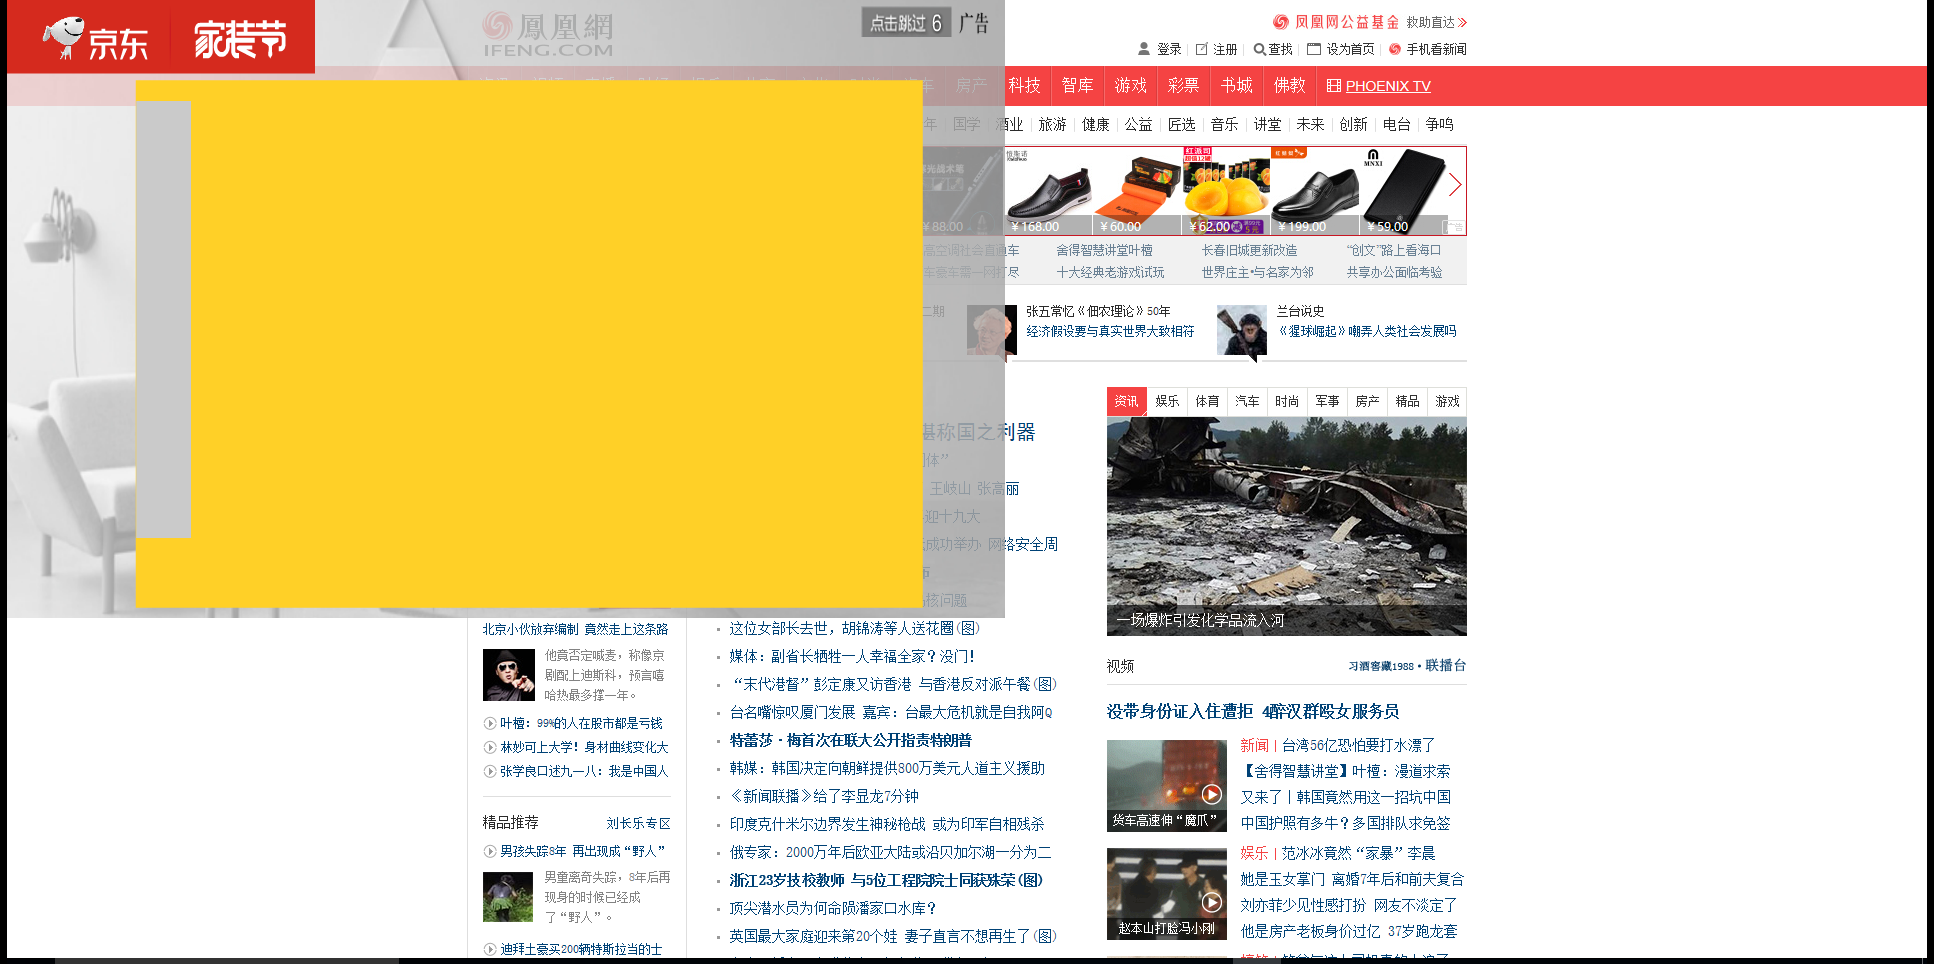 京东 家装节
鳳凰網
IFENG.COM
点击跳过 6 广告
凤凰网公益基金 救助直达
登录 注册 查找 设为首页 手机看新闻
房产 科技 智库 游戏 彩票 书城 佛教 PHOENIX TV
国学 酒业 旅游 健康 公益 匠选 音乐 讲堂 未来 创新 电台 争鸣
¥88.00 ¥168.00 ¥60.00 ¥62.00 ¥199.00 ¥59.00
红派司
MNXI
舍得智慧讲堂叶檀 长春旧城更新改造 “创文”路上看海口
十大经典老游戏试玩 世界庄主•与名家为邻 共享办公面临考验
二期
张五常忆《佃农理论》50年
经济假设要与真实世界大致相符
兰台说史
《猩球崛起》嘲弄人类社会发展吗
资讯 娱乐 体育 汽车 时尚 军事 房产 精品 游戏
堪称国之利器
王岐山 张高丽
迎十九大
成功举办 网络安全周
核问题
一场爆炸引发化学品流入河
北京小伙放弃编制 竟然走上这条路
他竟否定喊麦，称像京
剧配上迪斯科，预言嘻
哈热最多撑一年。
叶檀：99%的人在股市都是亏钱
林妙可上大学！身材曲线变化大
张学良口述九一八：我是中国人
精品推荐 刘长乐专区
男孩失踪8年 再出现成“野人”
男童离奇失踪，8年后再
现身的时候已经成
了“野人”。
迪拜土豪买200辆特斯拉当的士
这位女部长去世，胡锦涛等人送花圈(图)
媒体：副省长牺牲一人幸福全家？没门！
“末代港督”彭定康又访香港 与香港反对派午餐(图)
台名嘴惊叹厦门发展 嘉宾：台最大危机就是自我阿Q
特蕾莎·梅首次在联大公开指责特朗普
韩媒：韩国决定向朝鲜提供800万美元人道主义援助
《新闻联播》给了李显龙7分钟
印度克什米尔边界发生神秘枪战 或为印军自相残杀
俄专家：2000万年后欧亚大陆或沿贝加尔湖一分为二
浙江23岁技校教师 与5位工程院院士同获殊荣(图)
顶尖潜水员为何命陨潘家口水库？
英国最大家庭迎来第20个娃 妻子直言不想再生了(图)
视频 习酒窖藏1988•联播台
没带身份证入住遭拒 4醉汉群殴女服务员
货车高速伸“魔爪”
新闻 | 台湾56亿恐怕要打水漂了
【舍得智慧讲堂】叶檀：漫道求索
又来了 | 韩国竟然用这一招坑中国
中国护照有多牛？多国排队求免签
赵本山打脸冯小刚
娱乐 | 范冰冰竟然“家暴”李晨
她是玉女掌门 离婚7年后和前夫复合
刘亦菲少见性感打扮 网友不淡定了
他是房产老板身价过亿 37岁跑龙套